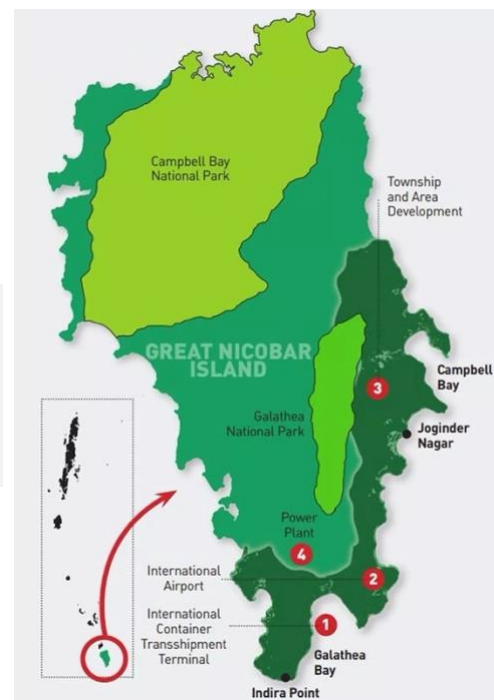 Campbell Bay
National Park
Township
and Area
Development
GREAT NICOBAR
ISLAND
Campbell
Bay
3
Galathea
National Park
Joginder
Nagar
Power
Plant
4
International
Airport
2
International
Container
Transshipment
Terminal
1
Galathea
Bay
Indira Point